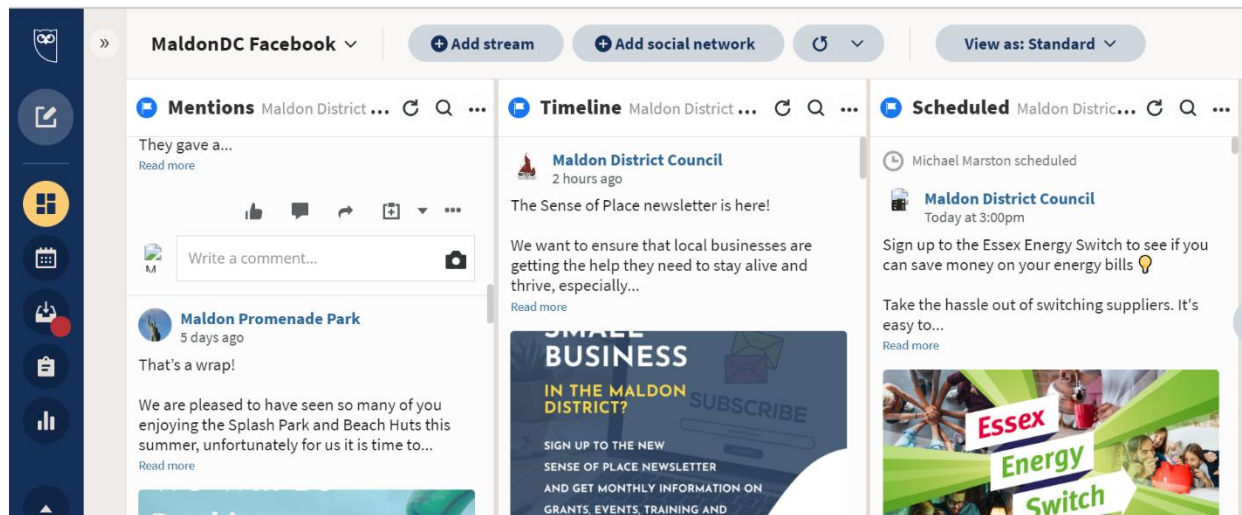 MaldonDC Facebook
Add stream
Add social network
View as: Standard
Mentions Maldon District ...
They gave a...
Read more
Write a comment...
M
Maldon Promenade Park
5 days ago
That's a wrap!
We are pleased to have seen so many of you
enjoying the Splash Park and Beach Huts this
summer, unfortunately for us it is time to...
Read more
Timeline Maldon District ...
Maldon District Council
2 hours ago
The Sense of Place newsletter is here!
We want to ensure that local businesses are
getting the help they need to stay alive and
thrive, especially...
Read more
SMALL
BUSINESS
IN THE MALDON
DISTRICT?
SUBSCRIBE
SIGN UP TO THE NEW
SENSE OF PLACE NEWSLETTER
AND GET MONTHLY INFORMATION ON
GRANTS, EVENTS, TRAINING AND
Scheduled Maldon Distric...
Michael Marston scheduled
Maldon District Council
Today at 3:00pm
Sign up to the Essex Energy Switch to see if you
can save money on your energy bills 💡
Take the hassle out of switching suppliers. It's
easy to...
Read more
Essex
Energy
Switch